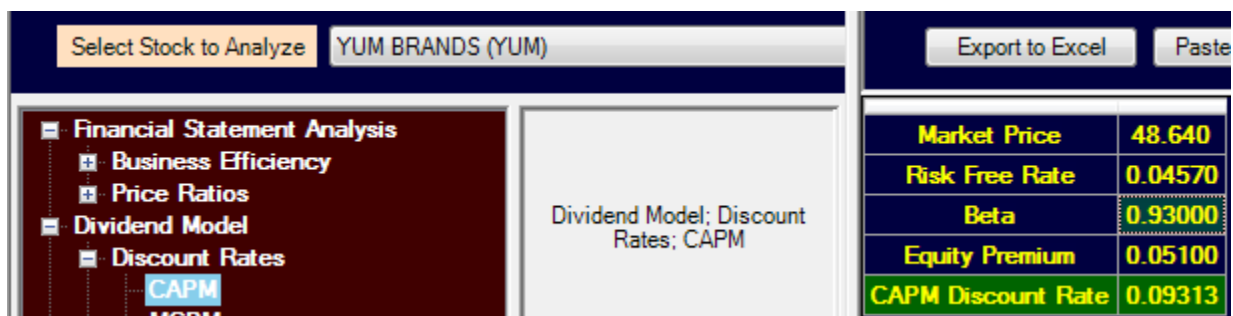 Select Stock to Analyze
YUM BRANDS (YUM)
Export to Excel
Paste
Financial Statement Analysis
Business Efficiency
Price Ratios
Dividend Model
Discount Rates
CAPM
Dividend Model; Discount
Rates; CAPM
Market Price 48.640
Risk Free Rate 0.04570
Beta 0.93000
Equity Premium 0.05100
CAPM Discount Rate 0.09313